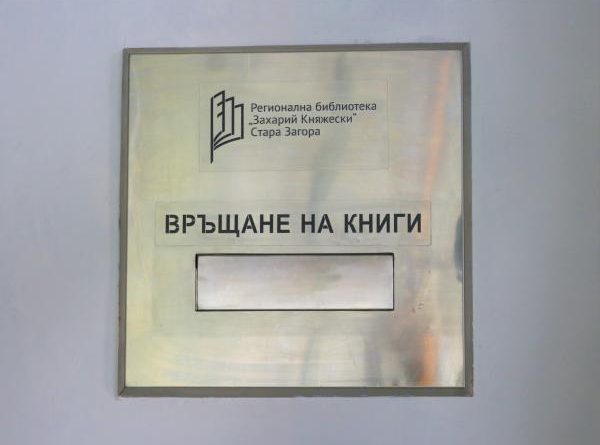 Регионална библиотека
„Захарий Княжески"
Стара Загора
ВРЪЩАНЕ НА КНИГИ